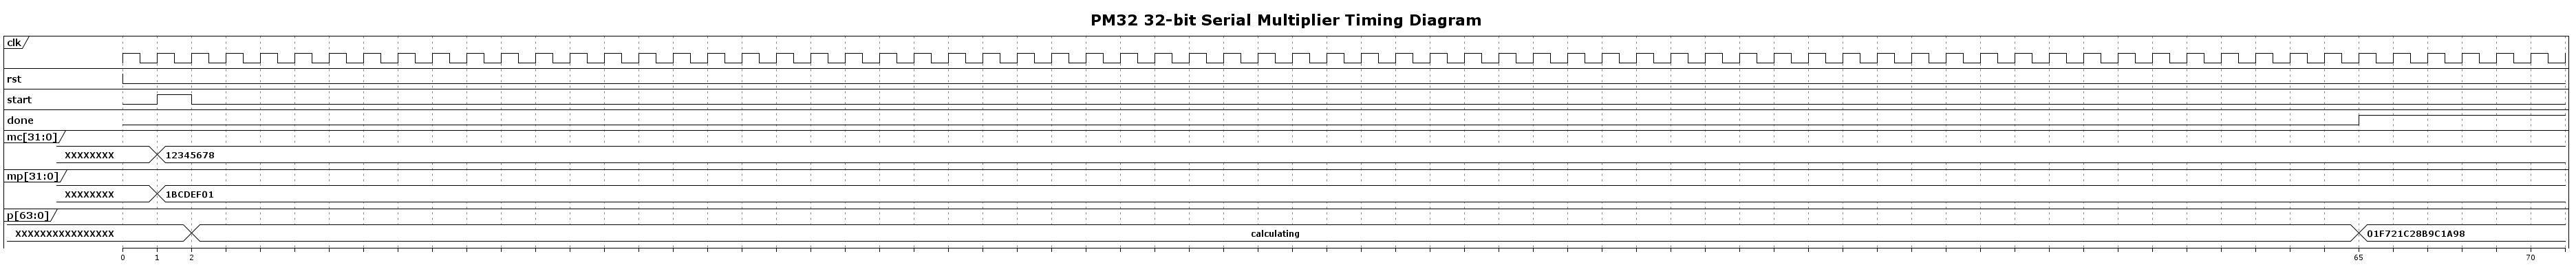 PM32 32-bit Serial Multiplier Timing Diagram
clk
rst
start
done
mc[31:0]
XXXXXXXX 12345678
mp[31:0]
XXXXXXXX 1BCDEF01
p[63:0]
XXXXXXXXXXXXXXXX calculating 01F721C28B9C1A98
0 1 2 65 70